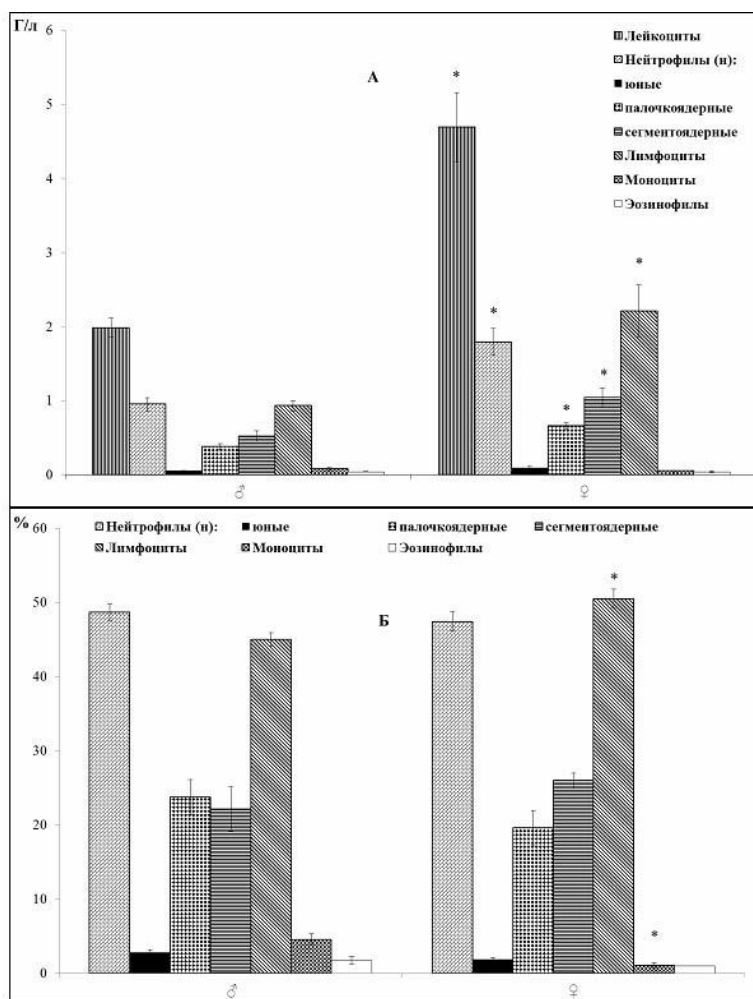 Г/л
6
Лейкоциты
Нейтрофилы (н):
А
*
юные
5
палочкоядерные
сегментоядерные
4
Лимфоциты
Моноциты
Эозинофилы
3
*
2
*
*
1
*
0
♂ ♀
%
60
Нейтрофилы (н): юные палочкоядерные сегментоядерные
Лимфоциты Моноциты Эозинофилы
*
50
Б
40
30
20
10
*
0
♂ ♀